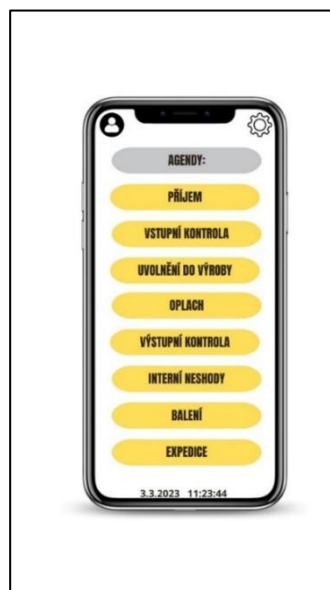 AGENDY:
PŘÍJEM
VSTUPNÍ KONTROLA
UVOLNĚNÍ DO VÝROBY
OPLACH
VÝSTUPNÍ KONTROLA
INTERNÍ NESHODY
BALENÍ
EXPEDICE
3.3.2023 11:23:44